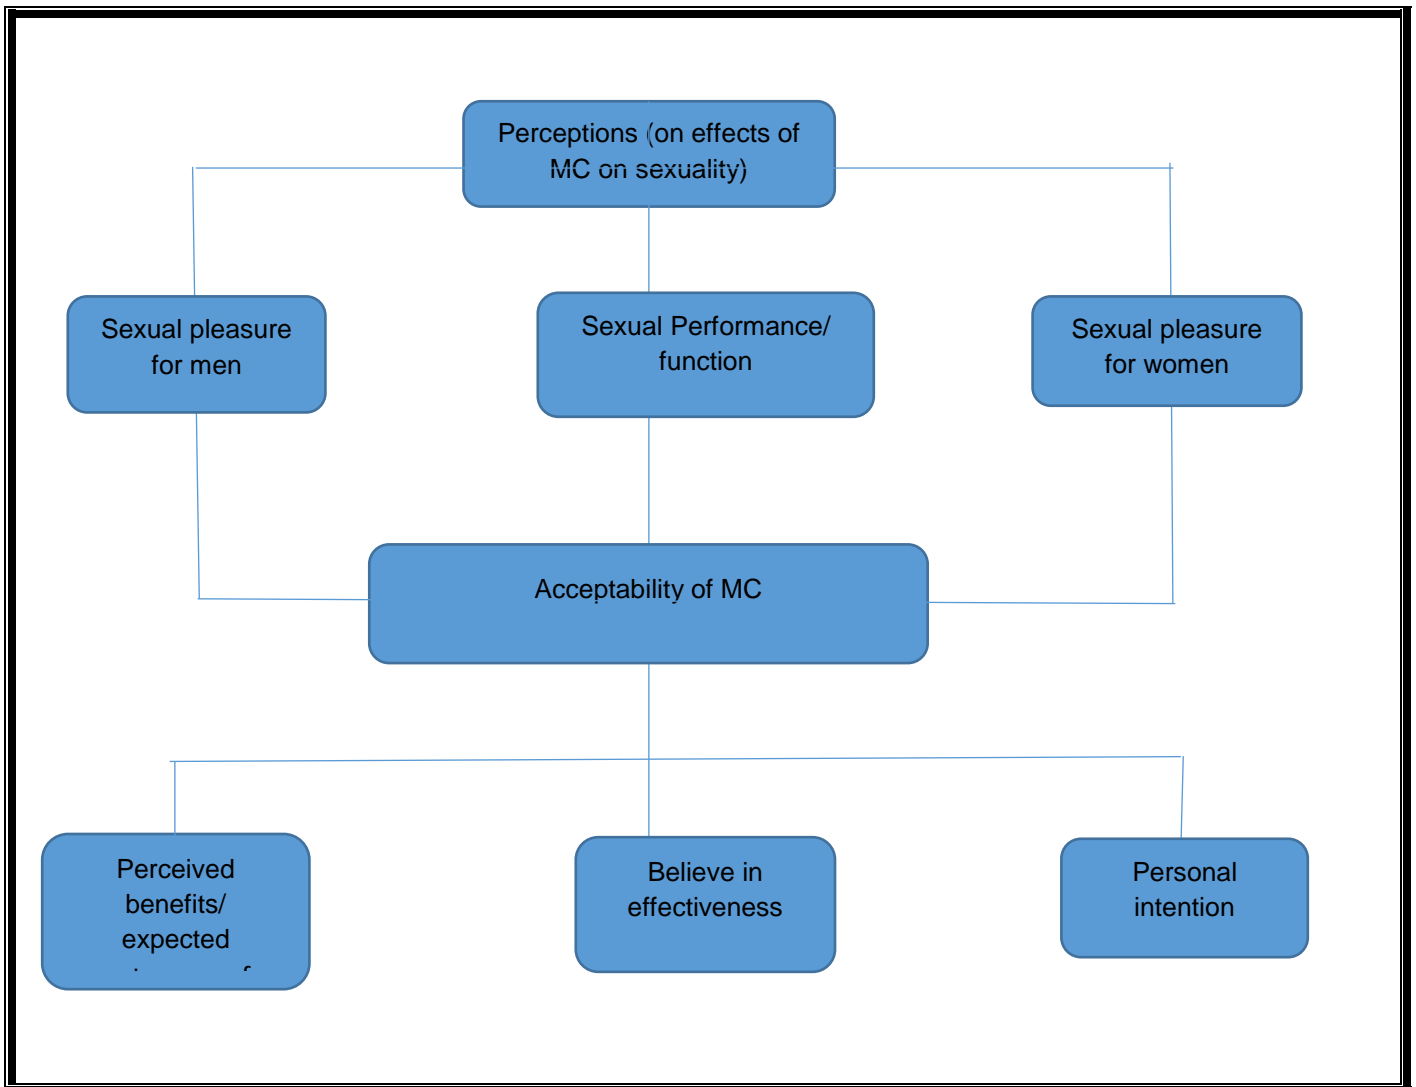 Perceptions (on effects of
MC on sexuality)
Sexual pleasure
for men
Sexual Performance/
function
Sexual pleasure
for women
Acceptability of MC
Perceived
benefits/
expected
Believe in
effectiveness
Personal
intention